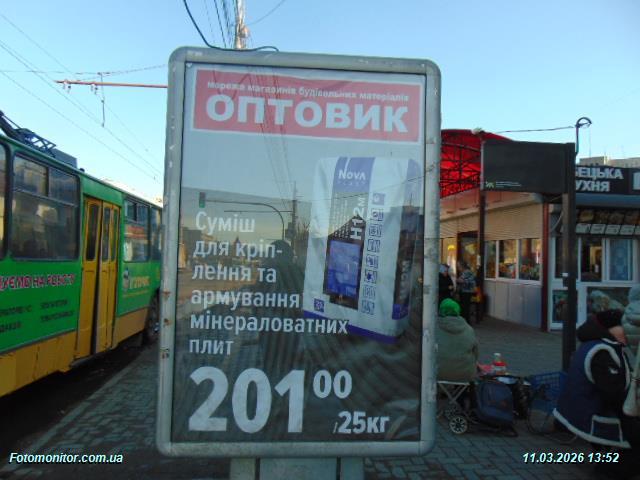 мережа магазинів будівельних матеріалів
ОПТОВИК
NOVA
Суміш
для кріп-
лення та
армування
мінераловатних
плит
201 00
/25кг
КУХНЯ
Fotomonitor.com.ua
11.03.2026 13:52